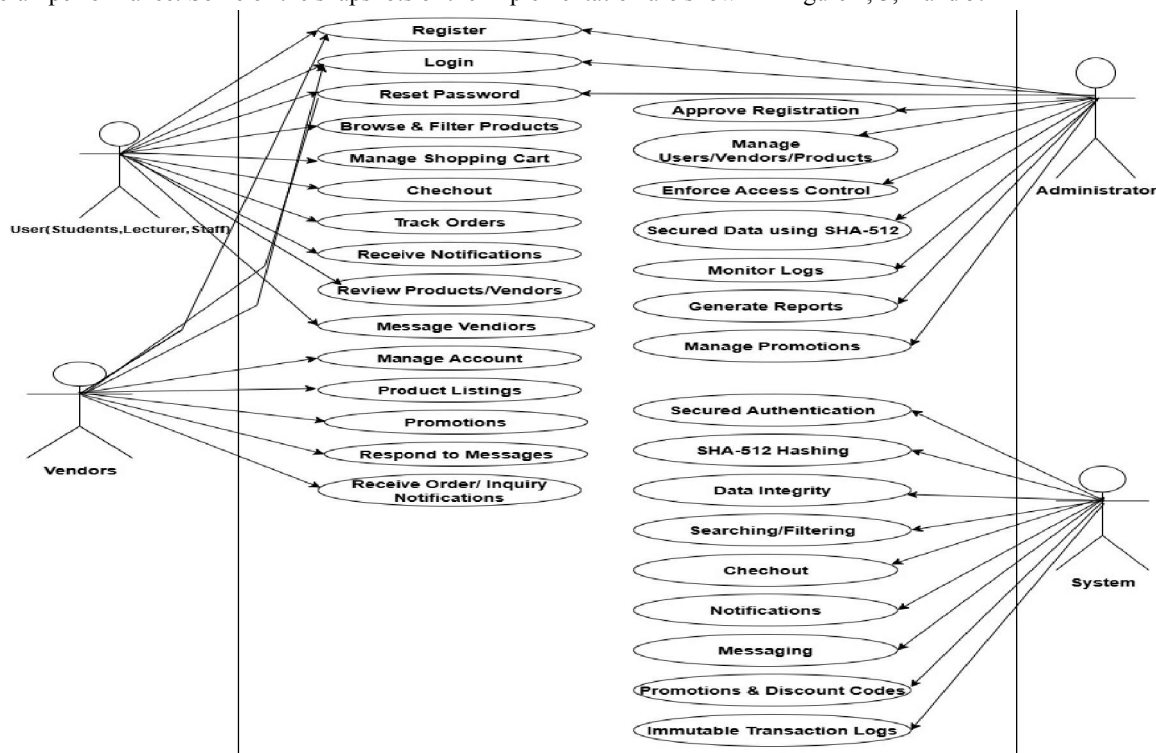 Register
Login
Reset Password
Browse & Filter Products
Manage Shopping Cart
Chechout
Track Orders
Receive Notifications
Review Products/Vendors
Message Vendiors
Manage Account
Product Listings
Promotions
Respond to Messages
Receive Order/ Inquiry
Notifications
User(Students,Lecturer,Staff)
Vendors
Approve Registration
Manage
Users/Vendors/Products
Enforce Access Control
Secured Data using SHA-512
Monitor Logs
Generate Reports
Manage Promotions
Administrator
Secured Authentication
SHA-512 Hashing
Data Integrity
Searching/Filtering
Chechout
Notifications
Messaging
Promotions & Discount Codes
Immutable Transaction Logs
System